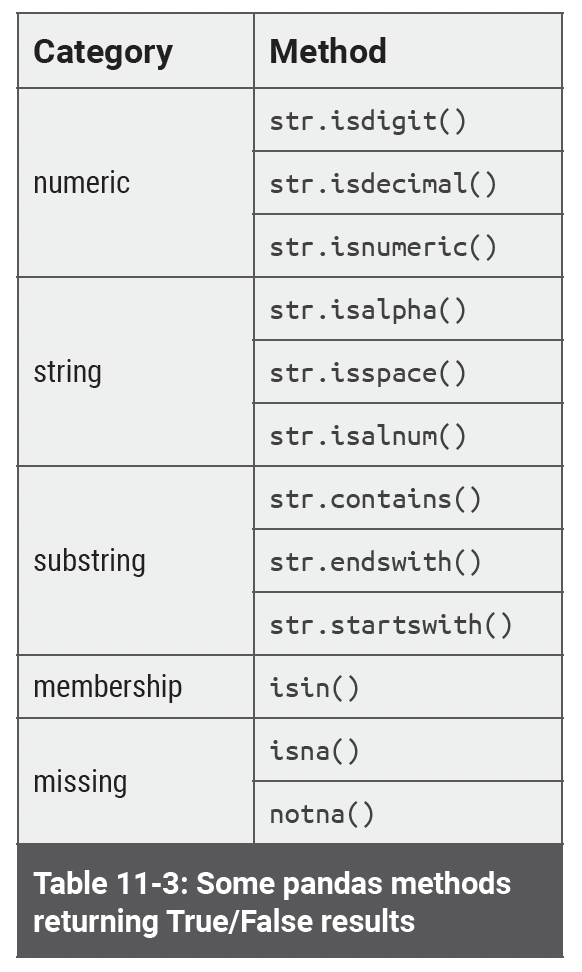 Category Method
numeric
str.isdigit()
str.isdecimal()
str.isnumeric()
string
str.isalpha()
str.isspace()
str.isalnum()
substring
str.contains()
str.endswith()
str.startswith()
membership isin()
missing
isna()
notna()
Table 11-3: Some pandas methods
returning True/False results